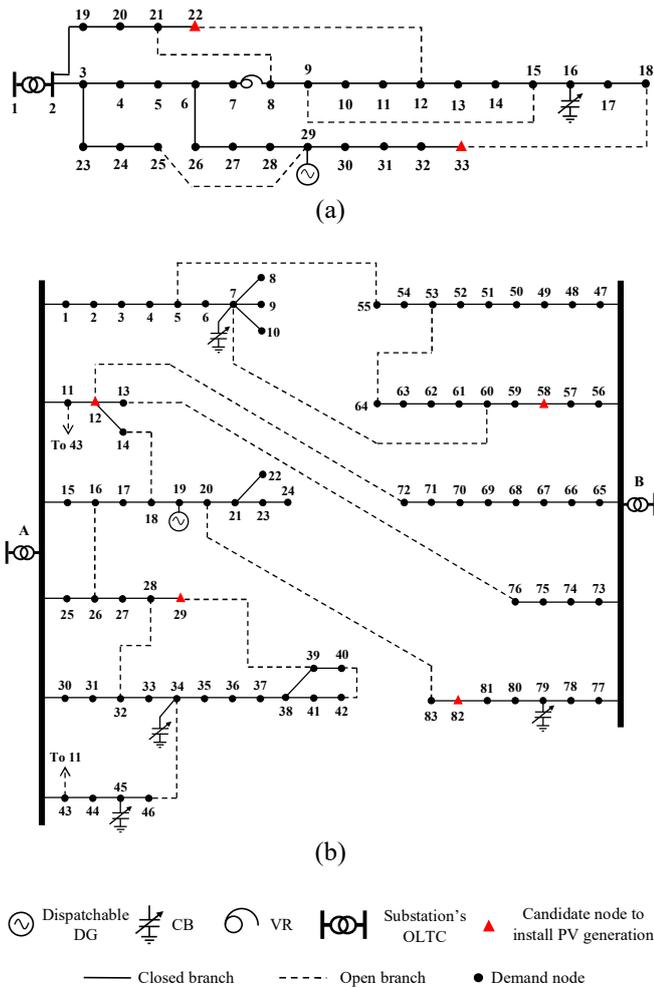 19 20 21 22
3 9 15 16 18
1 2 4 5 6 7 8 10 11 12 13 14 17
29
23 24 25 26 27 28 30 31 32 33
(a)
8
7
55 54 53 52 51 50 49 48 47
1 2 3 4 5 6 9
10
11 13
12
63 62 61 60 59 58 57 56
64
To 43
14
22
15 16 17 19 20 24 72 71 70 69 68 67 66 65 B
18 21 23
A
28 76 75 74 73
25 26 27 29
39 40
30 31 33 34 35 36 37 81 80 79 78 77
32 38 41 42 83 82
To 11
45
43 44 46
(b)
Dispatchable
DG
CB
VR
Substation's
OLTC
Candidate node to
install PV generation
Closed branch
Open branch
Demand node